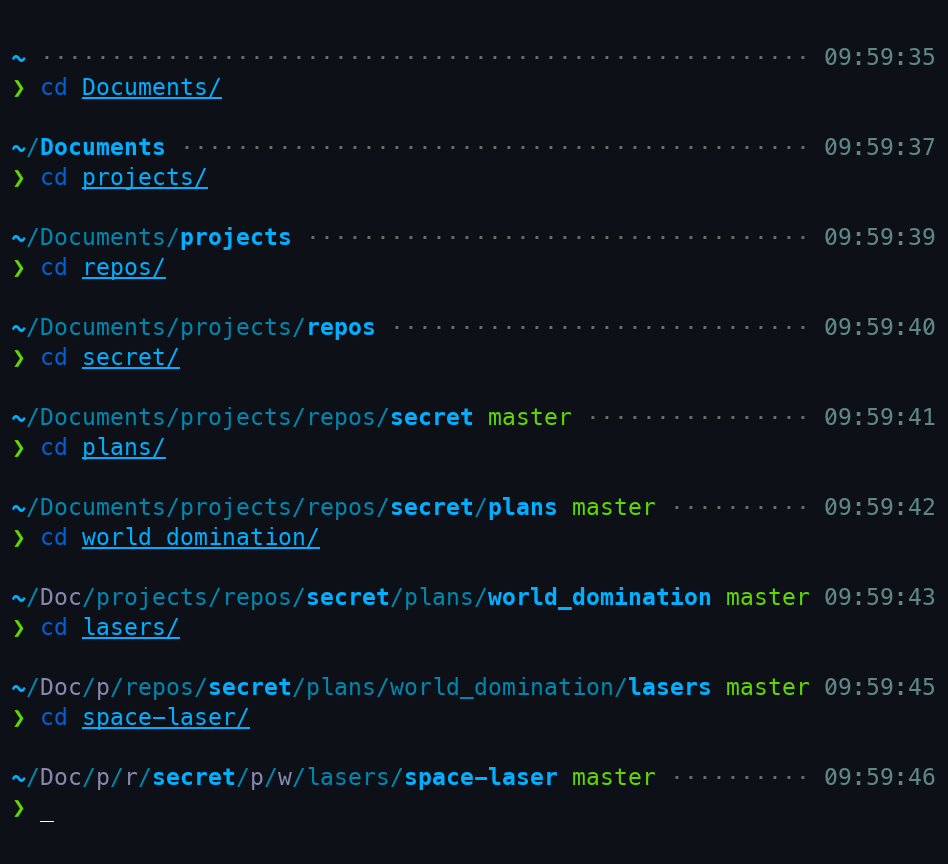 ~ ······················································· 09:59:35
❯ cd Documents/
~/Documents ············································· 09:59:37
❯ cd projects/
~/Documents/projects ···································· 09:59:39
❯ cd repos/
~/Documents/projects/repos ······························ 09:59:40
❯ cd secret/
~/Documents/projects/repos/secret master ················ 09:59:41
❯ cd plans/
~/Documents/projects/repos/secret/plans master ·········· 09:59:42
❯ cd world_domination/
~/Doc/projects/repos/secret/plans/world_domination master 09:59:43
❯ cd lasers/
~/Doc/p/repos/secret/plans/world_domination/lasers master 09:59:45
❯ cd space-laser/
~/Doc/p/r/secret/p/w/lasers/space-laser master ·········· 09:59:46
❯ _